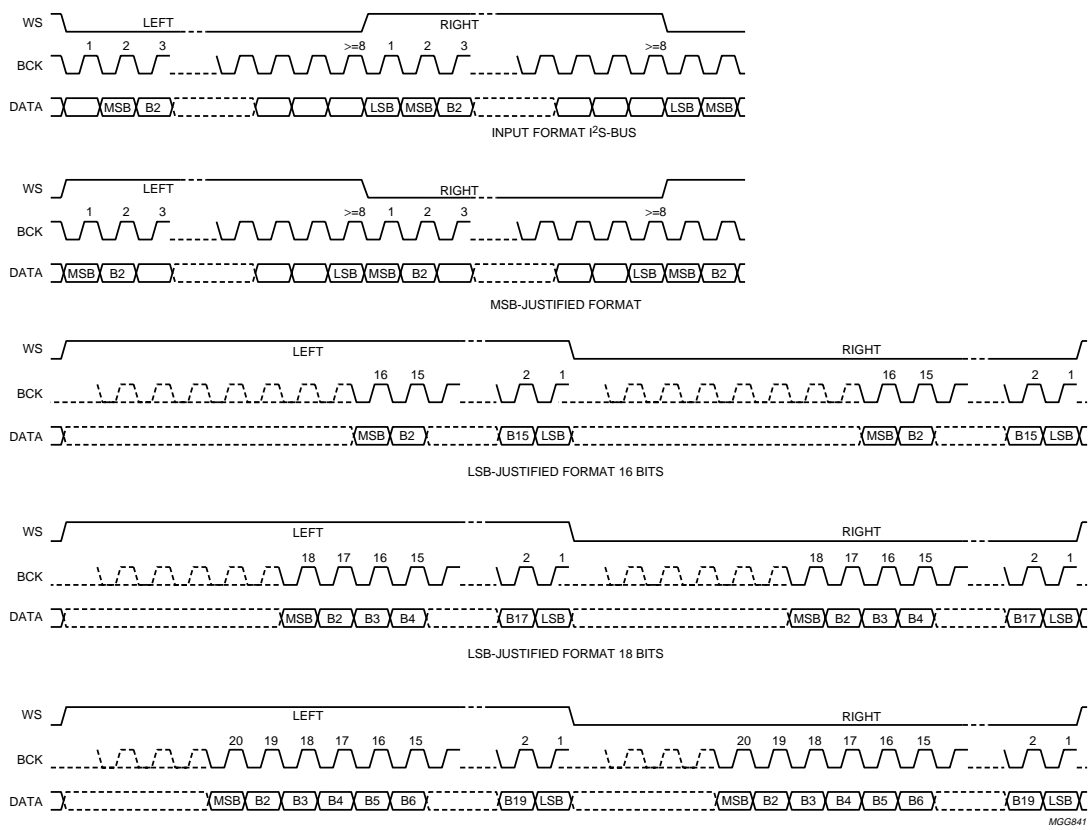 WS LEFT RIGHT
1 2 3 >=8 1 2 3 >=8
BCK
DATA MSB B2 LSB MSB B2 LSB MSB
INPUT FORMAT I²S-BUS
WS LEFT RIGHT
1 2 3 >=8 1 2 3 >=8
BCK
DATA MSB B2 LSB MSB B2 LSB MSB B2
MSB-JUSTIFIED FORMAT
WS LEFT RIGHT
16 15 2 1 16 15 2 1
BCK
DATA MSB B2 B15 LSB MSB B2 B15 LSB
LSB-JUSTIFIED FORMAT 16 BITS
WS LEFT RIGHT
18 17 16 15 2 1 18 17 16 15 2 1
BCK
DATA MSB B2 B3 B4 B17 LSB MSB B2 B3 B4 B17 LSB
LSB-JUSTIFIED FORMAT 18 BITS
WS LEFT RIGHT
20 19 18 17 16 15 2 1 20 19 18 17 16 15 2 1
BCK
DATA MSB B2 B3 B4 B5 B6 B19 LSB MSB B2 B3 B4 B5 B6 B19 LSB
MGG841